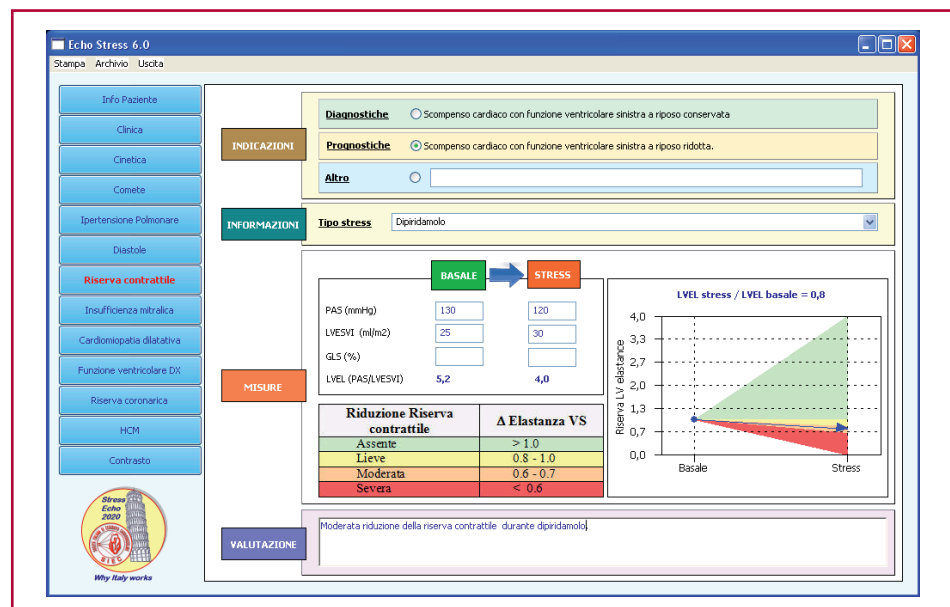 Echo Stress 6.0
Stampa Archivio Uscita
Info Paziente
Clinica
Cinetica
Comete
Ipertensione Polmonare
Diastole
Riserva contrattile
Insufficienza mitralica
Cardiomiopatia dilatativa
Funzione ventricolare DX
Riserva coronarica
HCM
Contrasto
Stress
Echo
2020
SIEC
Why Italy works
INDICAZIONI
Diagnostiche Scompenso cardiaco con funzione ventricolare sinistra a riposo conservata
Prognostiche Scompenso cardiaco con funzione ventricolare sinistra a riposo ridotta.
Altro
INFORMAZIONI
Tipo stress Dipiridamolo
MISURE
BASALE STRESS
PAS (mmHg) 130 120
LVESVI (ml/m2) 25 30
GLS (%)
LVEL (PAS/LVESVI) 5,2 4,0
Riduzione Riserva contrattile Δ Elastanza VS
Assente > 1.0
Lieve 0.8 - 1.0
Moderata 0.6 - 0.7
Severa < 0.6
LVEL stress / LVEL basale = 0,8
Riserva LV elastance
4,0
3,3
2,7
2,0
1,3
0,7
0,0
Basale Stress
VALUTAZIONE
Moderata riduzione della riserva contrattile durante dipiridamolo